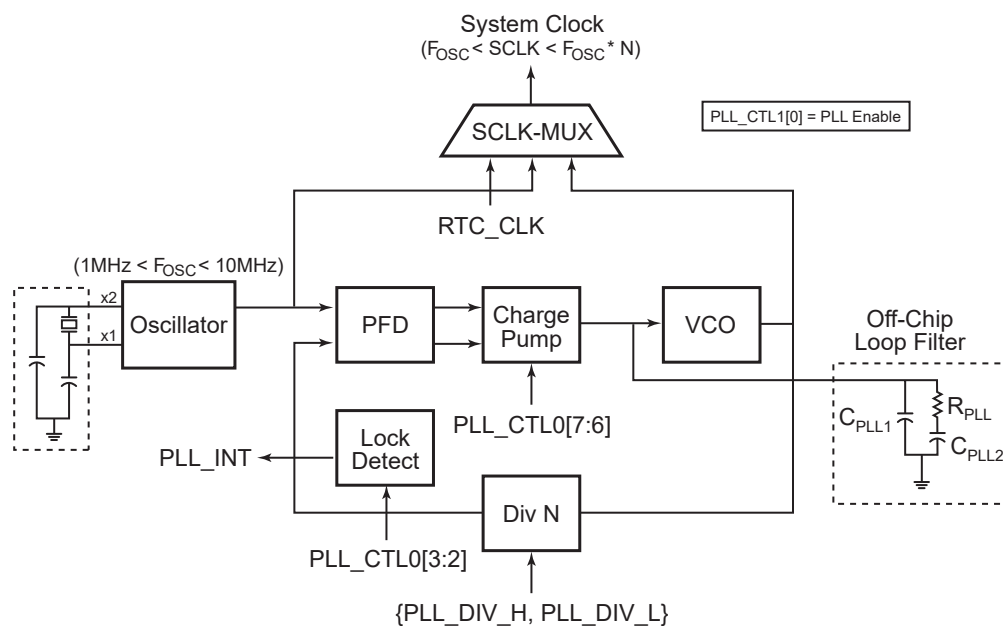 System Clock
(FOSC < SCLK < FOSC* N)
SCLK-MUX
PLL_CTL1[0] = PLL Enable
RTC_CLK
(1MHz < FOSC < 10MHz)
x2
x1
Oscillator
PFD
Charge
Pump
VCO
Off-Chip
Loop Filter
CPLL1
RPLL
CPLL2
PLL_CTL0[7:6]
Lock
Detect
PLL_INT
Div N
PLL_CTL0[3:2]
{PLL_DIV_H, PLL_DIV_L}